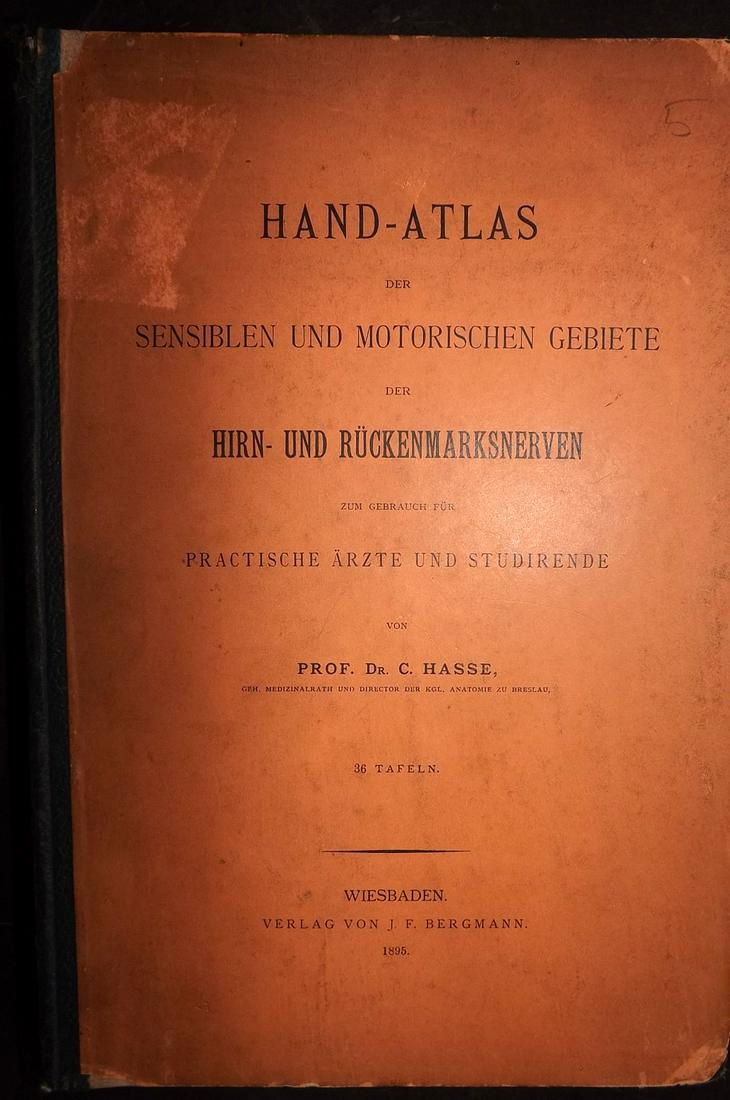 5
HAND-ATLAS
DER
SENSIBLEN UND MOTORISCHEN GEBIETE
DER
HIRN- UND RÜCKENMARKSNERVEN
ZUM GEBRAUCH FÜR
PRACTISCHE ÄRZTE UND STUDIRENDE
VON
PROF. DR. C. HASSE,
GEH. MEDIZINALRATH UND DIRECTOR DER KGL. ANATOMIE ZU BRESLAU,
36 TAFELN.
WIESBADEN.
VERLAG VON J. F. BERGMANN.
1895.